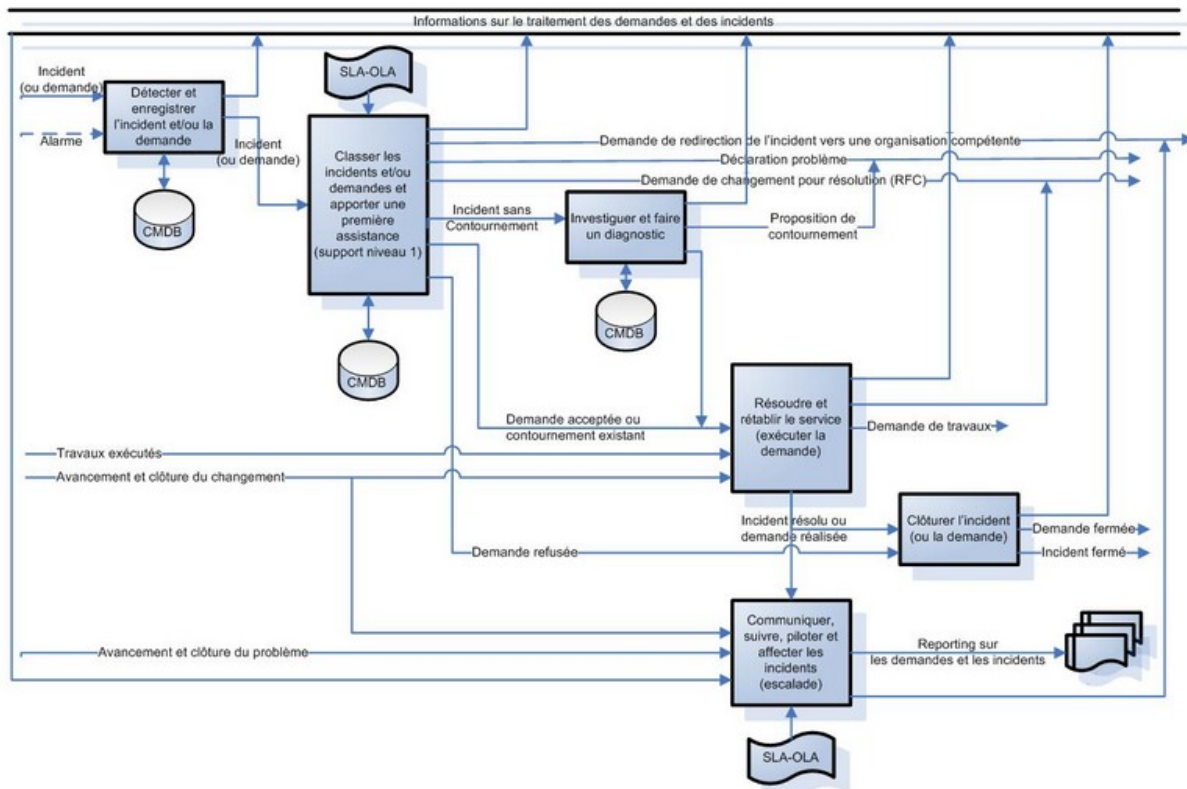 Informations sur le traitement des demandes et des incidents
Incident
(ou demande)
Alarme
Détecter et
enregistrer
l'incident et/ou la
demande
CMDB
Incident
(ou demande)
SLA-OLA
Classer les
incidents et/ou
demandes et
apporter une
première
assistance
(support niveau 1)
CMDB
Demande de redirection de l'incident vers une organisation compétente
Déclaration problème
Demande de changement pour résolution (RFC)
Incident sans
Contournement
Investiguer et faire
un diagnostic
CMDB
Proposition de
contournement
Demande acceptée ou
contournement existant
Résoudre et
rétablir le service
(exécuter la
demande)
Demande de travaux
Travaux exécutés
Avancement et clôture du changement
Incident résolu ou
demande réalisée
Clôturer l'incident
(ou la demande)
Demande fermée
Incident fermé
Demande refusée
Communiquer,
suivre, piloter et
affecter les
incidents
(escalade)
Avancement et clôture du problème
Reporting sur
les demandes et les incidents
SLA-OLA